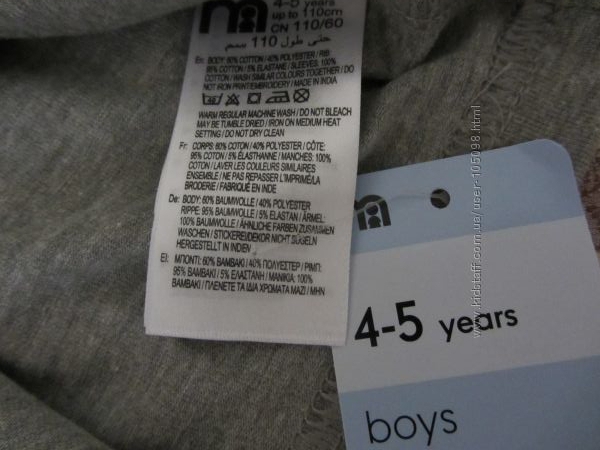 4-5 years
up to 110cm
CN 110/60
حتى طول 110 سم
En: BODY: 60% COTTON / 40% POLYESTER / RIB:
95% COTTON / 5% ELASTANE / SLEEVES: 100%
COTTON / WASH SIMILAR COLOURS TOGETHER / DO
NOT IRON PRINT/EMBROIDERY / MADE IN INDIA
WARM REGULAR MACHINE WASH / DO NOT BLEACH
MAY BE TUMBLE DRIED / IRON ON MEDIUM HEAT
SETTING / DO NOT DRY CLEAN
Fr: CORPS: 60% COTON / 40% POLYESTER / CÔTE:
95% COTON / 5% ÉLASTHANNE / MANCHES: 100%
COTON / LAVER LES COULEURS SIMILAIRES
ENSEMBLE / NE PAS REPASSER L'IMPRIMÉ/LA
BRODERIE / FABRIQUÉ EN INDE
De: BODY: 60% BAUMWOLLE / 40% POLYESTER
RIPPE: 95% BAUMWOLLE / 5% ELASTAN / ÄRMEL:
100% BAUMWOLLE / ÄHNLICHE FARBEN ZUSAMMEN
WASCHEN / STICKEREI/DEKOR NICHT BÜGELN
HERGESTELLT IN INDIEN
El: ΜΠΟΝΤΙ: 60% ΒΑΜΒΑΚΙ / 40% ΠΟΛΥΕΣΤΕΡ / ΡΙΜΠ:
95% ΒΑΜΒΑΚΙ / 5% ΕΛΑΣΤΑΝΗ / ΜΑΝΙΚΙΑ: 100%
ΒΑΜΒΑΚΙ / ΠΛΕΝΕΤΕ ΤΑ ΙΔΙΑ ΧΡΩΜΑΤΑ ΜΑΖΙ / ΜΗΝ
4-5 years
boys
www.kidstaff.com.ua/user-105098.html